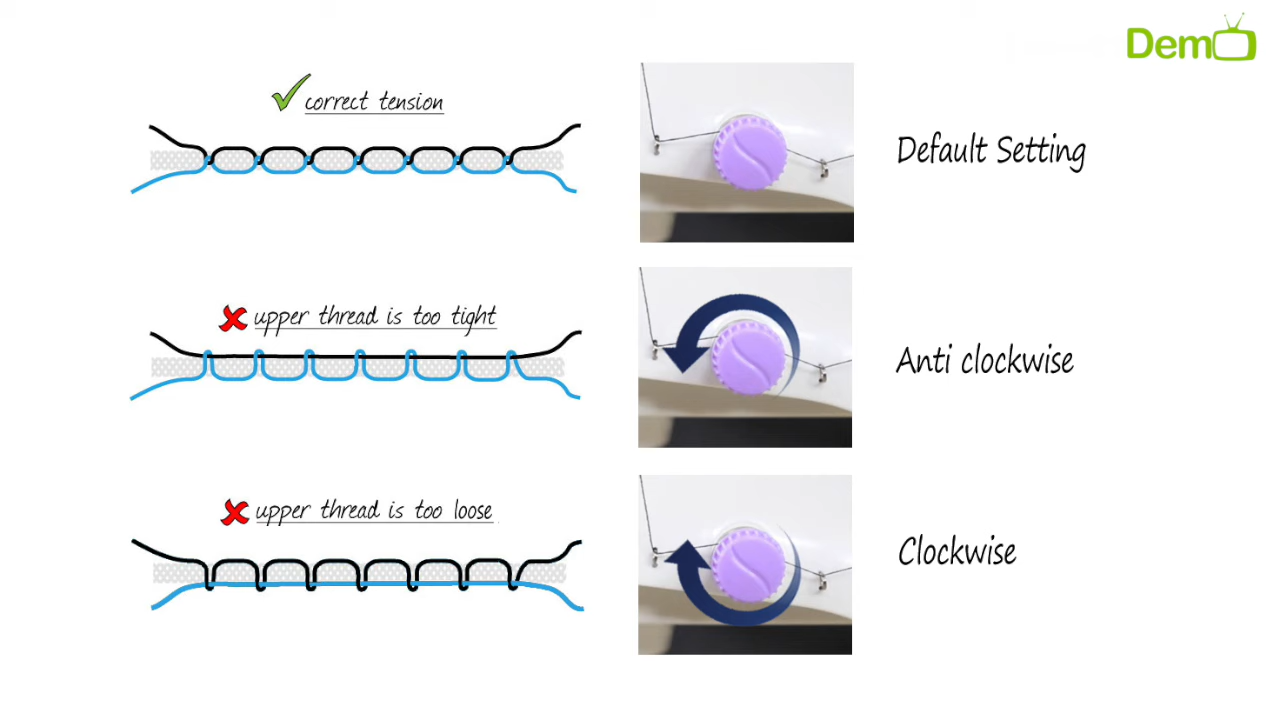 Demo
correct tension
Default Setting
upper thread is too tight
Anti clockwise
upper thread is too loose
Clockwise